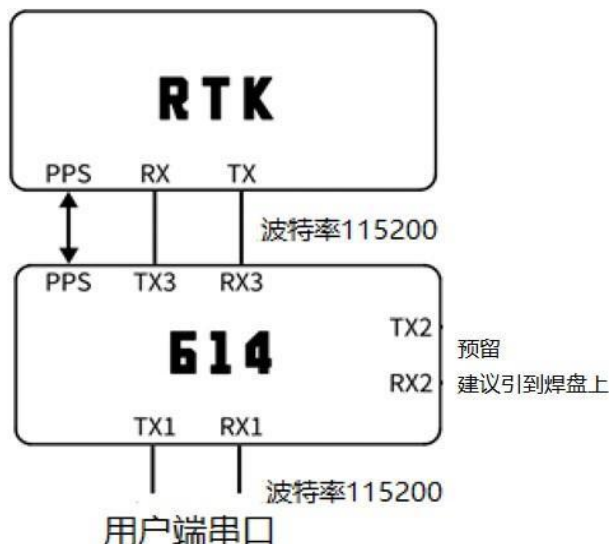 RTK
PPS RX TX
波特率115200
PPS TX3 RX3
614
TX2
预留
RX2
建议引到焊盘上
TX1 RX1
波特率115200
用户端串口